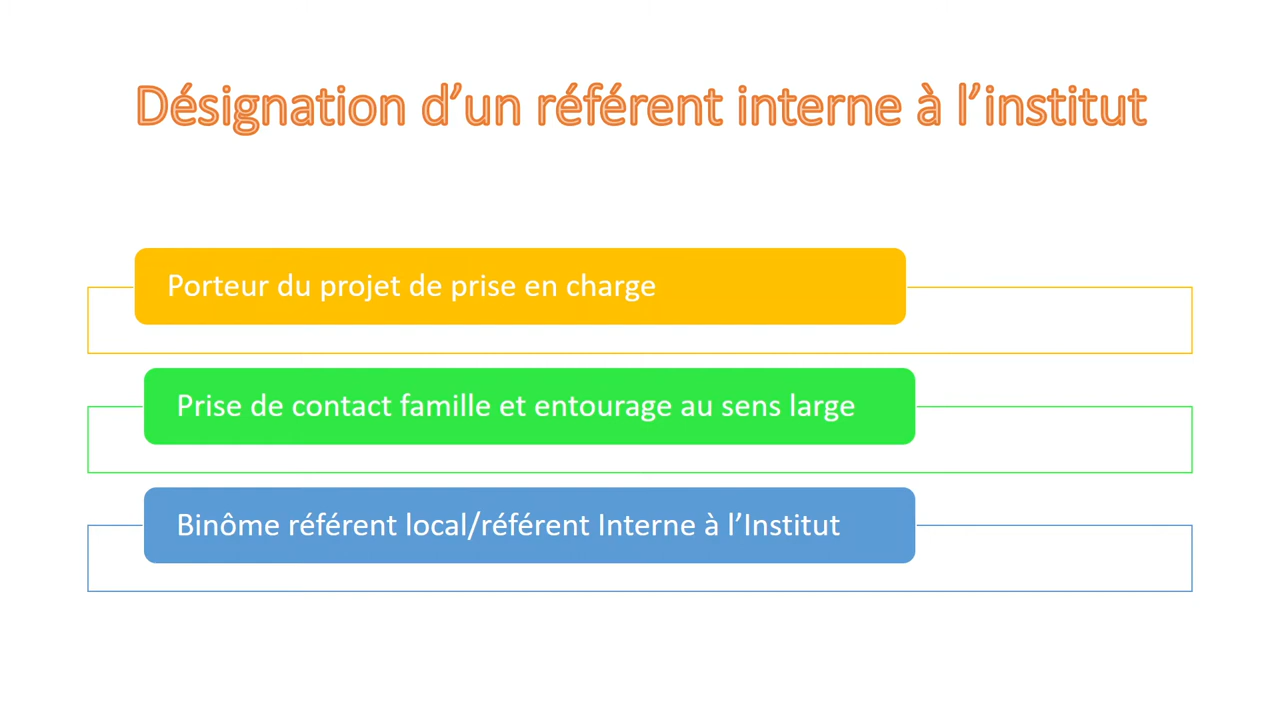 Désignation d’un référent interne à l’institut
Porteur du projet de prise en charge
Prise de contact famille et entourage au sens large
Binôme référent local/référent Interne à l’Institut